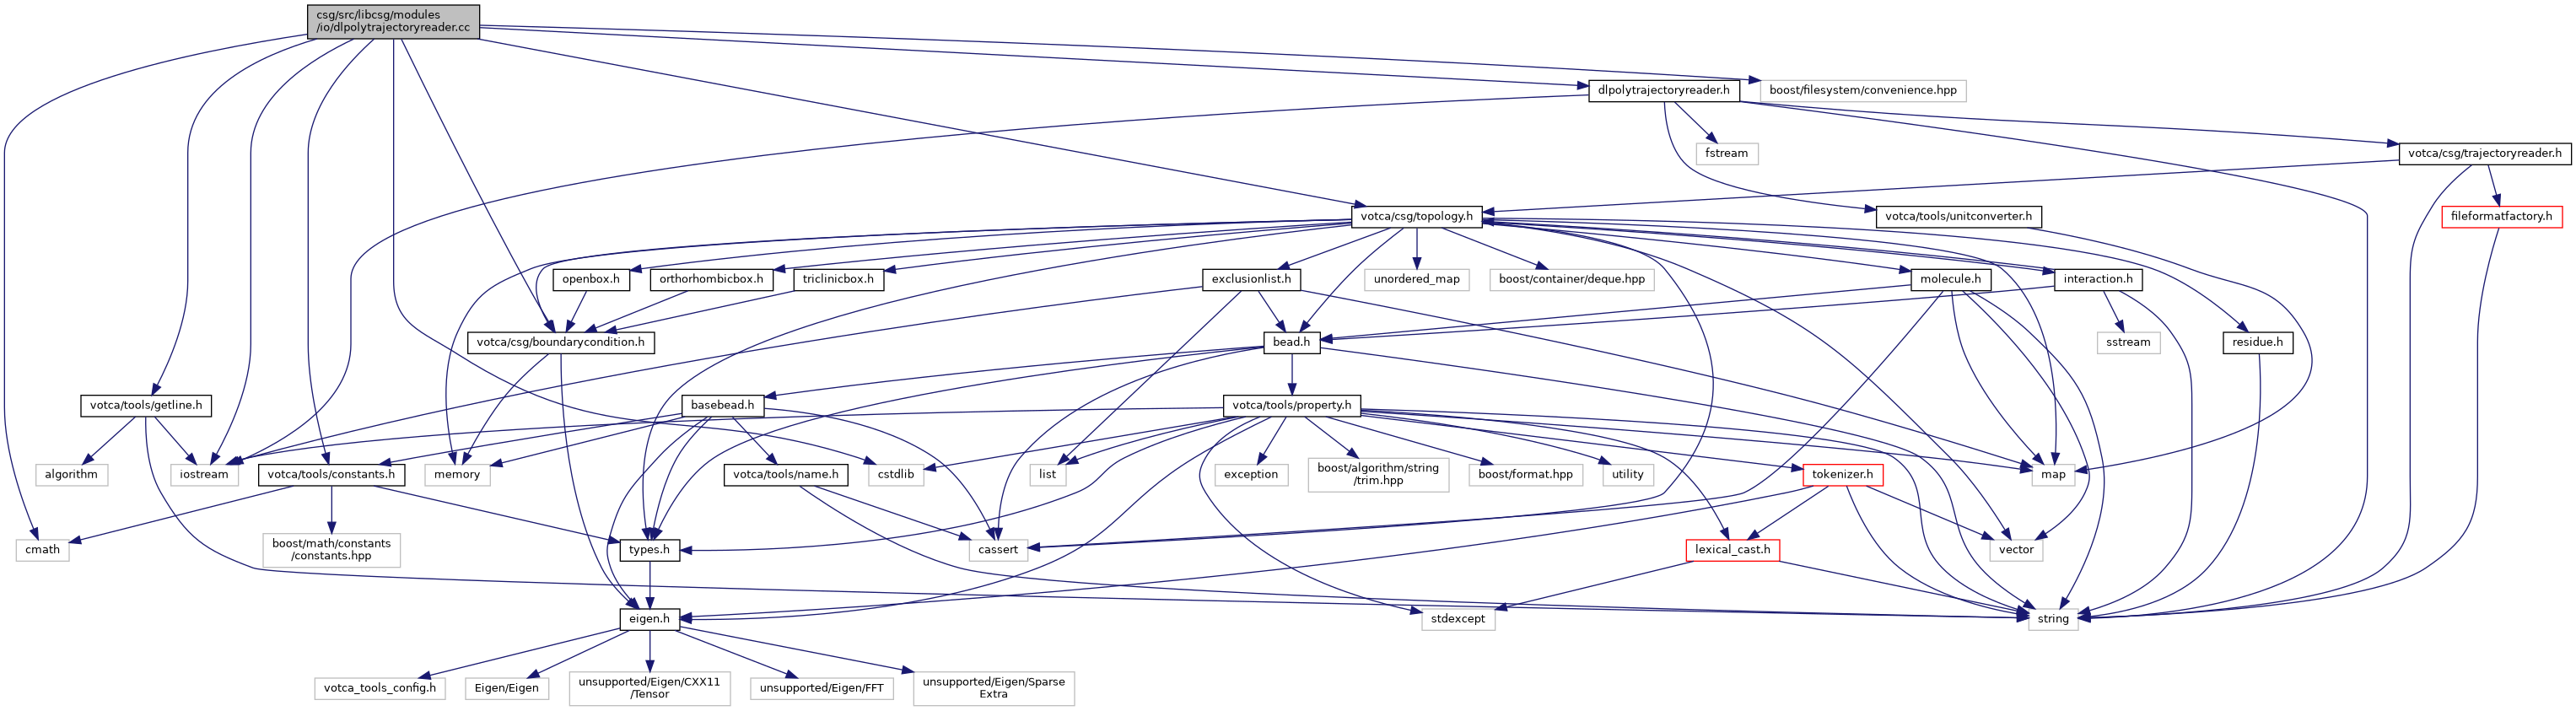 csg/src/libcsg/modules
/io/dlpolytrajectoryreader.cc
dlpolytrajectoryreader.h
boost/filesystem/convenience.hpp
fstream
votca/csg/trajectoryreader.h
votca/csg/topology.h
votca/tools/unitconverter.h
fileformatfactory.h
openbox.h
orthorhombicbox.h
triclinicbox.h
exclusionlist.h
unordered_map
boost/container/deque.hpp
molecule.h
interaction.h
votca/csg/boundarycondition.h
bead.h
sstream
residue.h
votca/tools/getline.h
basebead.h
votca/tools/property.h
algorithm
iostream
votca/tools/constants.h
memory
votca/tools/name.h
cstdlib
list
exception
boost/algorithm/string
/trim.hpp
boost/format.hpp
utility
tokenizer.h
map
cmath
boost/math/constants
/constants.hpp
types.h
cassert
lexical_cast.h
vector
eigen.h
stdexcept
string
votca_tools_config.h
Eigen/Eigen
unsupported/Eigen/CXX11
/Tensor
unsupported/Eigen/FFT
unsupported/Eigen/Sparse
Extra